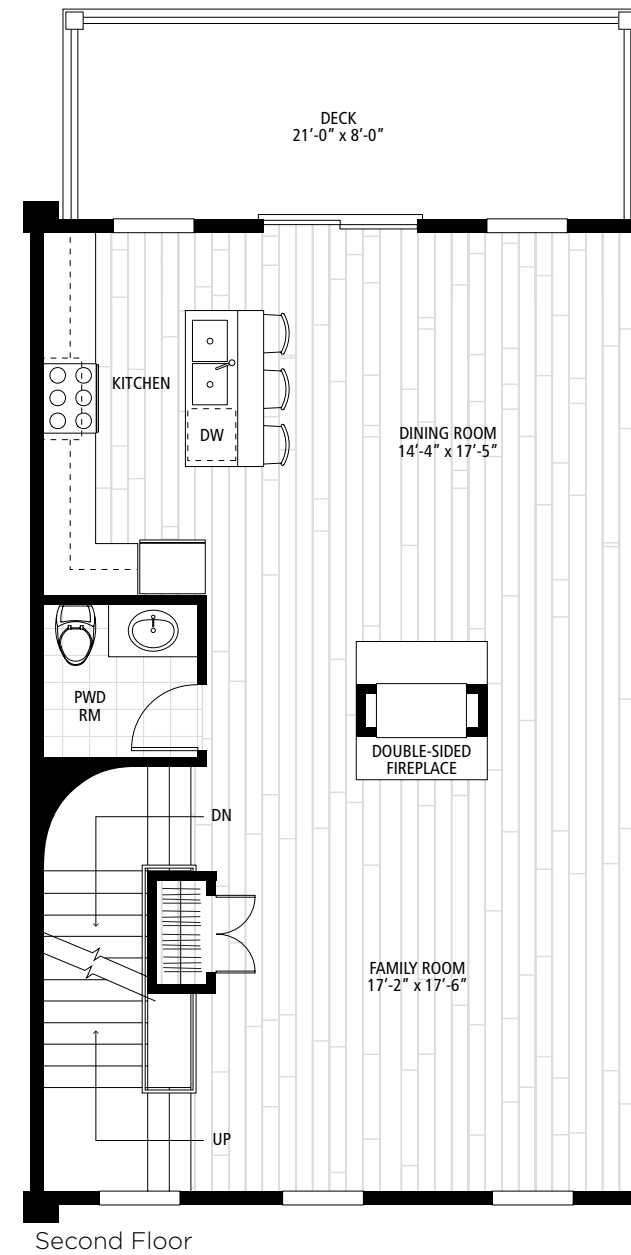 DECK
21’-0” x 8’-0”
KITCHEN
DW
DINING ROOM
14’-4” x 17’-5”
PWD
RM
DOUBLE-SIDED
FIREPLACE
DN
FAMILY ROOM
17’-2” x 17’-6”
UP
Second Floor